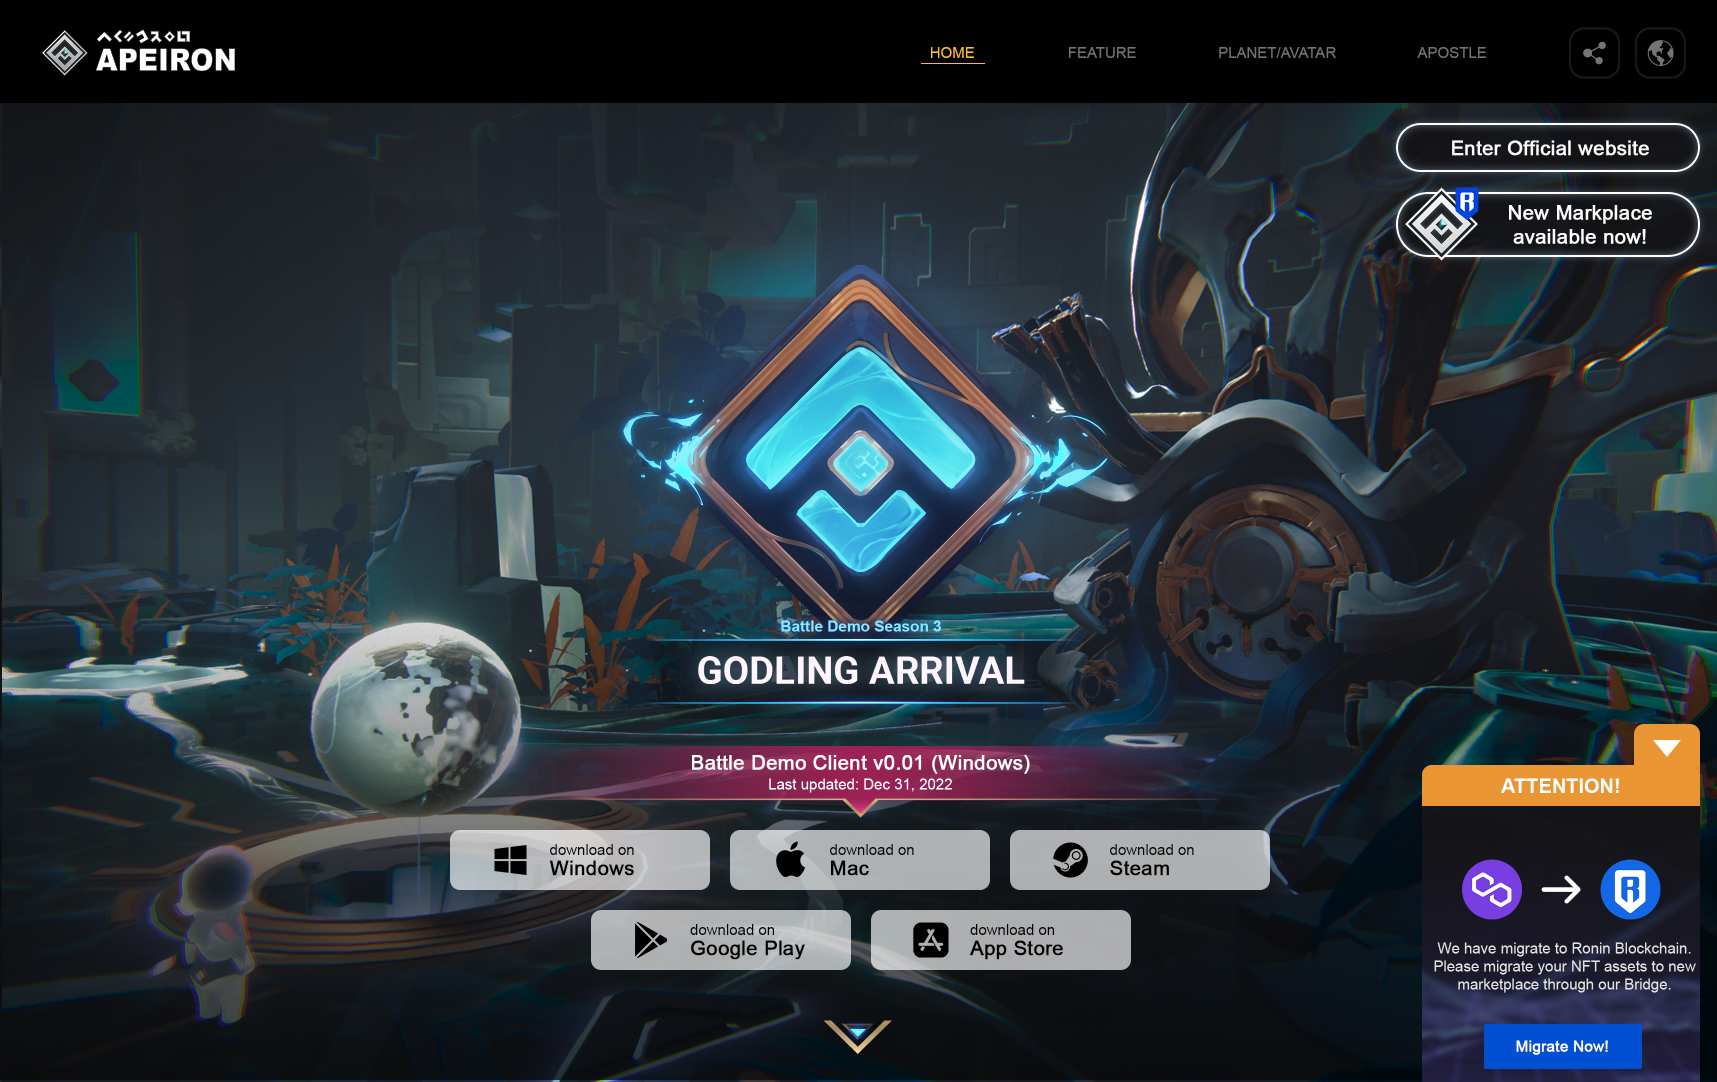 APEIRON
HOME
FEATURE
PLANET/AVATAR
APOSTLE
Enter Official website
New Markplace
available now!
Battle Demo Season 3
GODLING ARRIVAL
Battle Demo Client v0.01 (Windows)
Last updated: Dec 31, 2022
download on
Windows
download on
Mac
download on
Steam
download on
Google Play
download on
App Store
ATTENTION!
We have migrate to Ronin Blockchain.
Please migrate your NFT assets to new
marketplace through our Bridge.
Migrate Now!